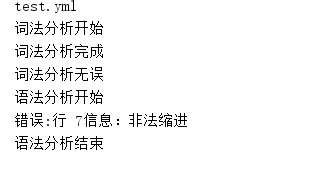 test.yml
词法分析开始
词法分析完成
词法分析无误
语法分析开始
错误:行 7信息：非法缩进
语法分析结束